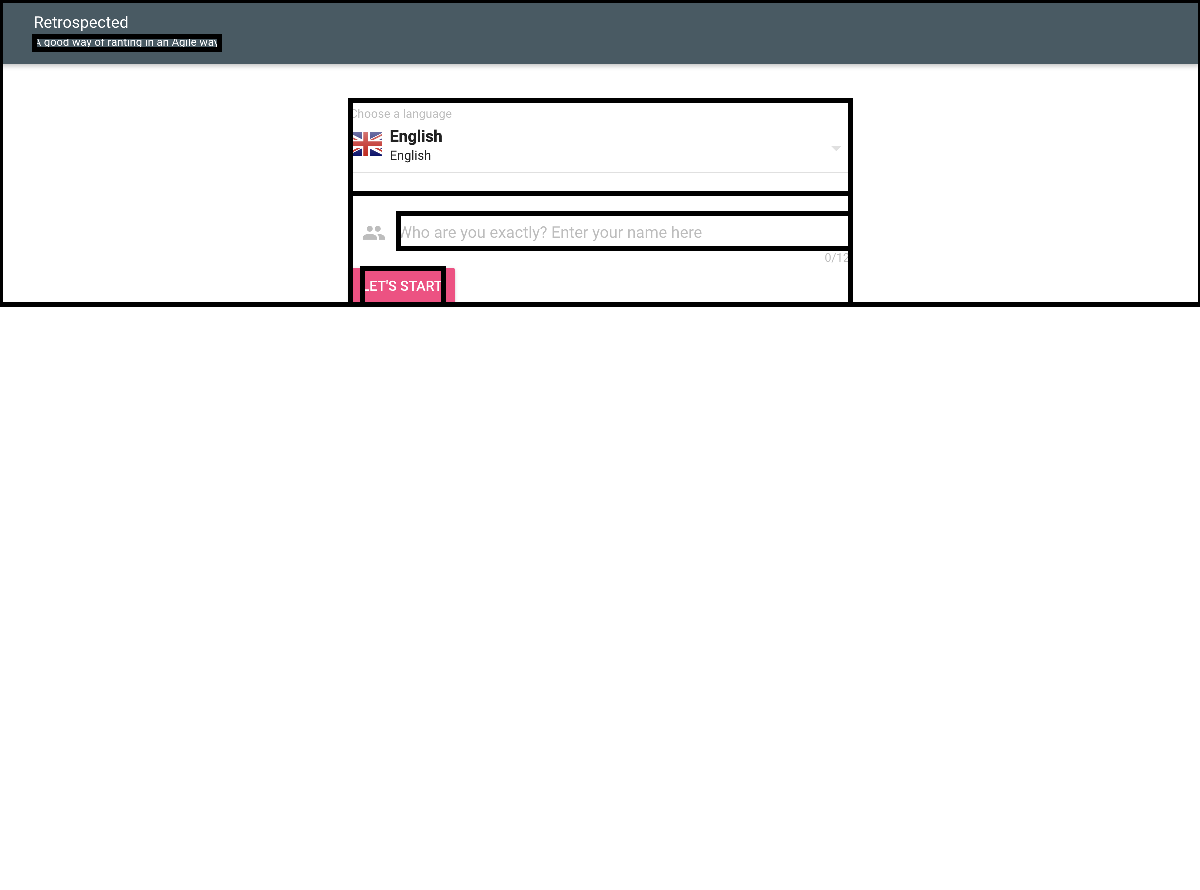 Retrospected
A good way of ranting in an Agile way
Choose a language
English
English
Who are you exactly? Enter your name here
0/12
LET'S START